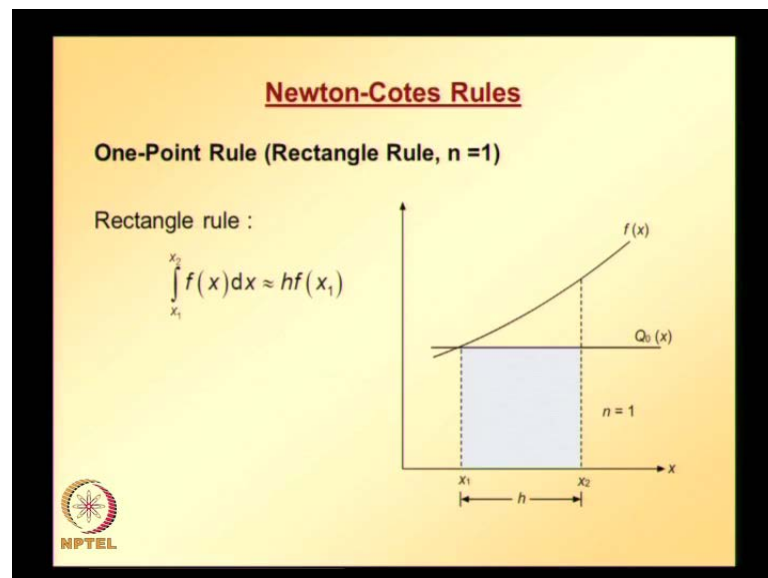 Newton-Cotes Rules
One-Point Rule (Rectangle Rule, n =1)
Rectangle rule :
∫_{x₁}^{x₂} f(x)dx ≈ hf(x₁)
f(x)
Q₀(x)
n = 1
x
x₁
x₂
h
NPTEL